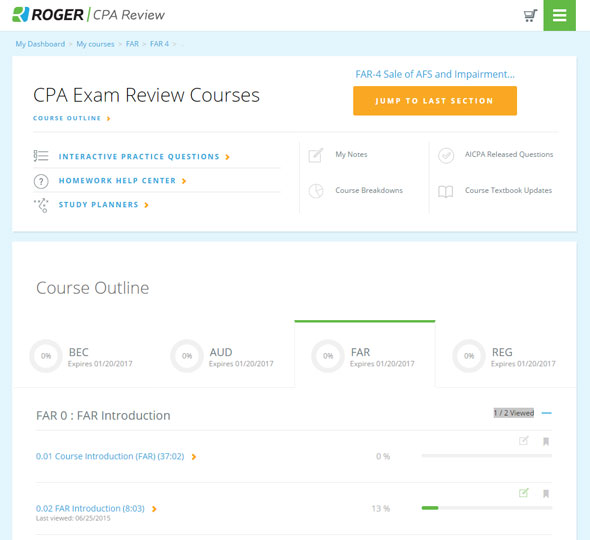 ROGER CPA Review
My Dashboard > My courses > FAR > FAR 4 > ..
FAR-4 Sale of AFS and Impairment...
CPA Exam Review Courses
JUMP TO LAST SECTION
COURSE OUTLINE
INTERACTIVE PRACTICE QUESTIONS
My Notes
AICPA Released Questions
HOMEWORK HELP CENTER
Course Breakdowns
Course Textbook Updates
STUDY PLANNERS
Course Outline
0% BEC
Expires 01/20/2017
0% AUD
Expires 01/20/2017
0% FAR
Expires 01/20/2017
0% REG
Expires 01/20/2017
FAR 0 : FAR Introduction
1 / 2 Viewed
0.01 Course Introduction (FAR) (37:02)
0 %
0.02 FAR Introduction (8:03)
13 %
Last viewed: 06/25/2015